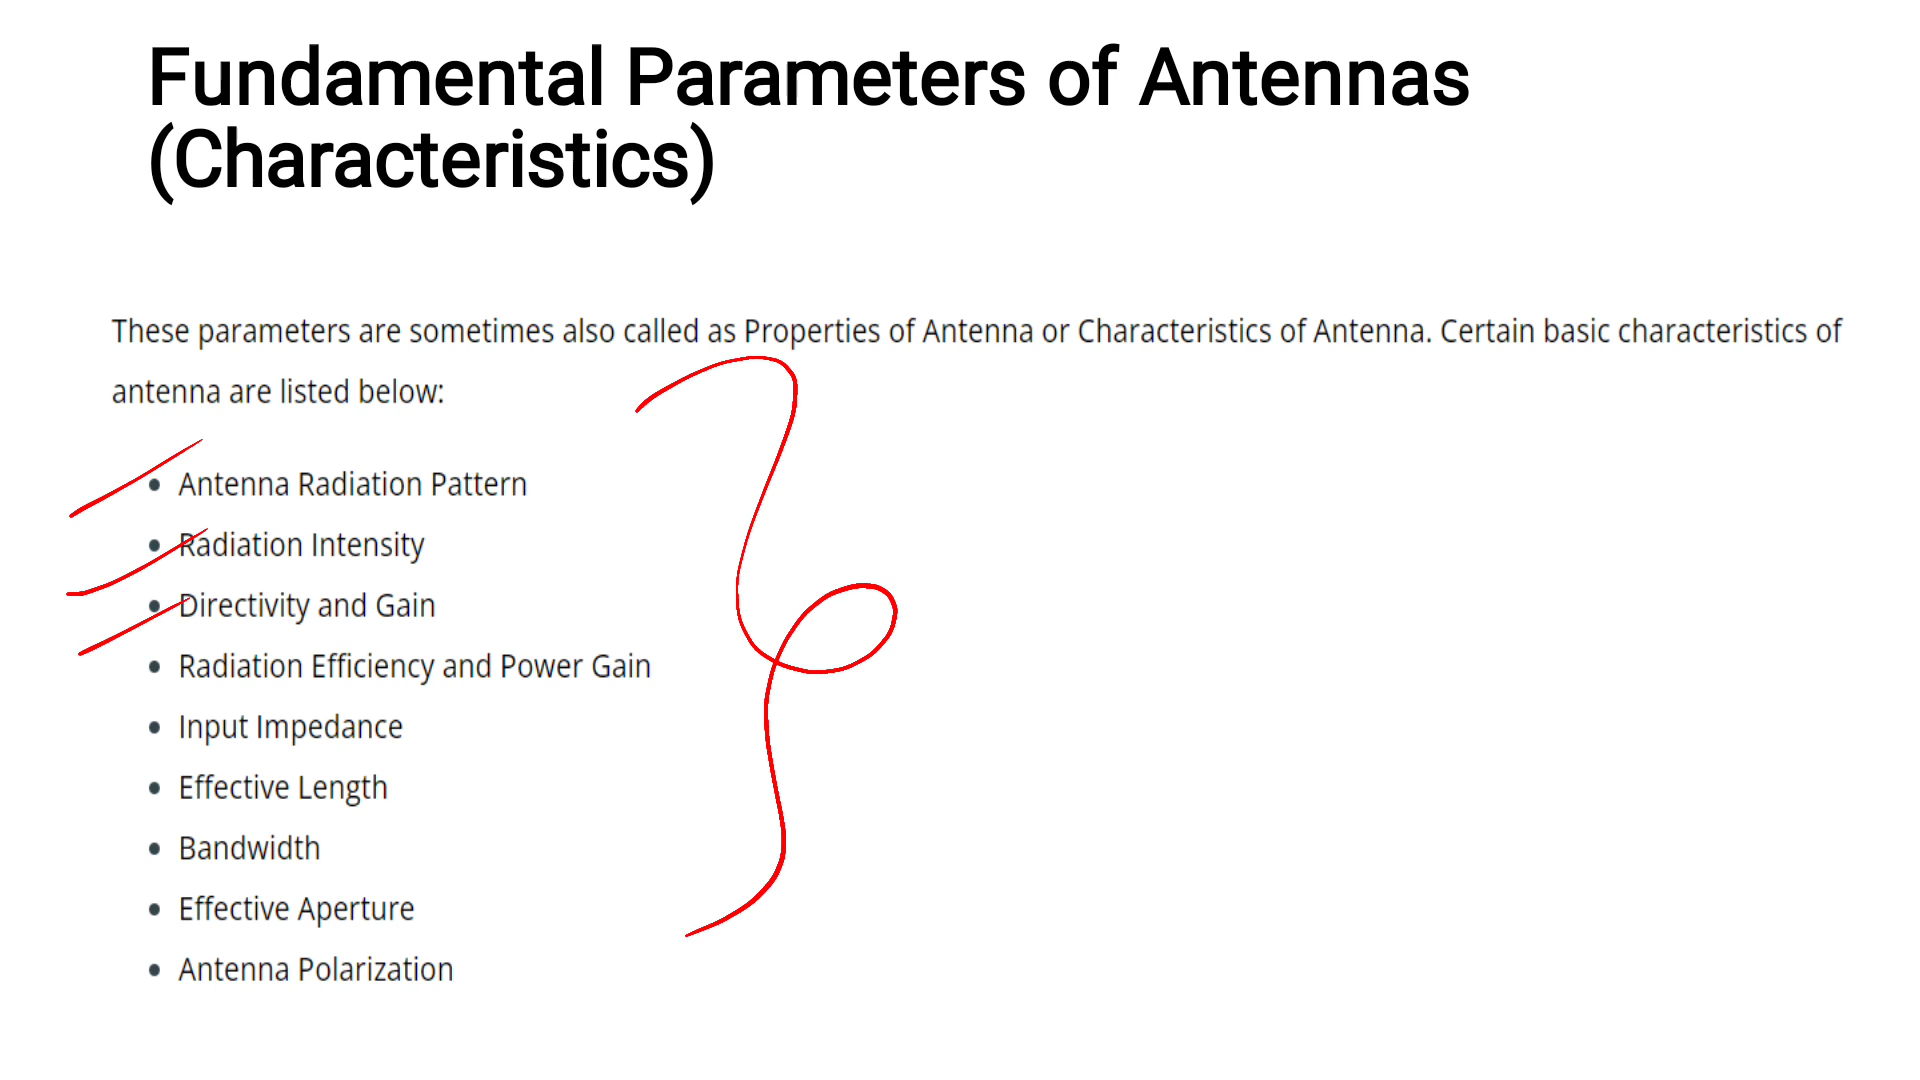 Fundamental Parameters of Antennas
(Characteristics)
These parameters are sometimes also called as Properties of Antenna or Characteristics of Antenna. Certain basic characteristics of
antenna are listed below:
• Antenna Radiation Pattern
• Radiation Intensity
• Directivity and Gain
• Radiation Efficiency and Power Gain
• Input Impedance
• Effective Length
• Bandwidth
• Effective Aperture
• Antenna Polarization